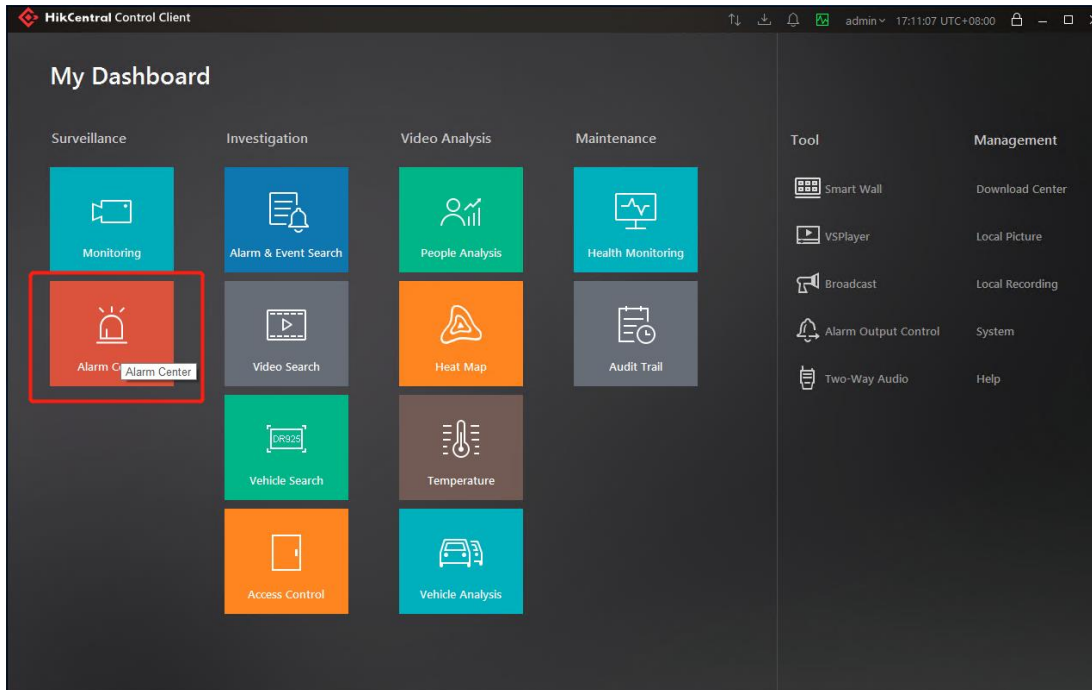 HikCentral Control Client
admin 17:11:07 UTC+08:00
My Dashboard
Surveillance Investigation Video Analysis Maintenance
Monitoring Alarm & Event Search People Analysis Health Monitoring
Alarm C Alarm Center Video Search Heat Map Audit Trail
DR925
Vehicle Search Temperature
Access Control Vehicle Analysis
Tool Management
Smart Wall Download Center
VSPlayer Local Picture
Broadcast Local Recording
Alarm Output Control System
Two-Way Audio Help